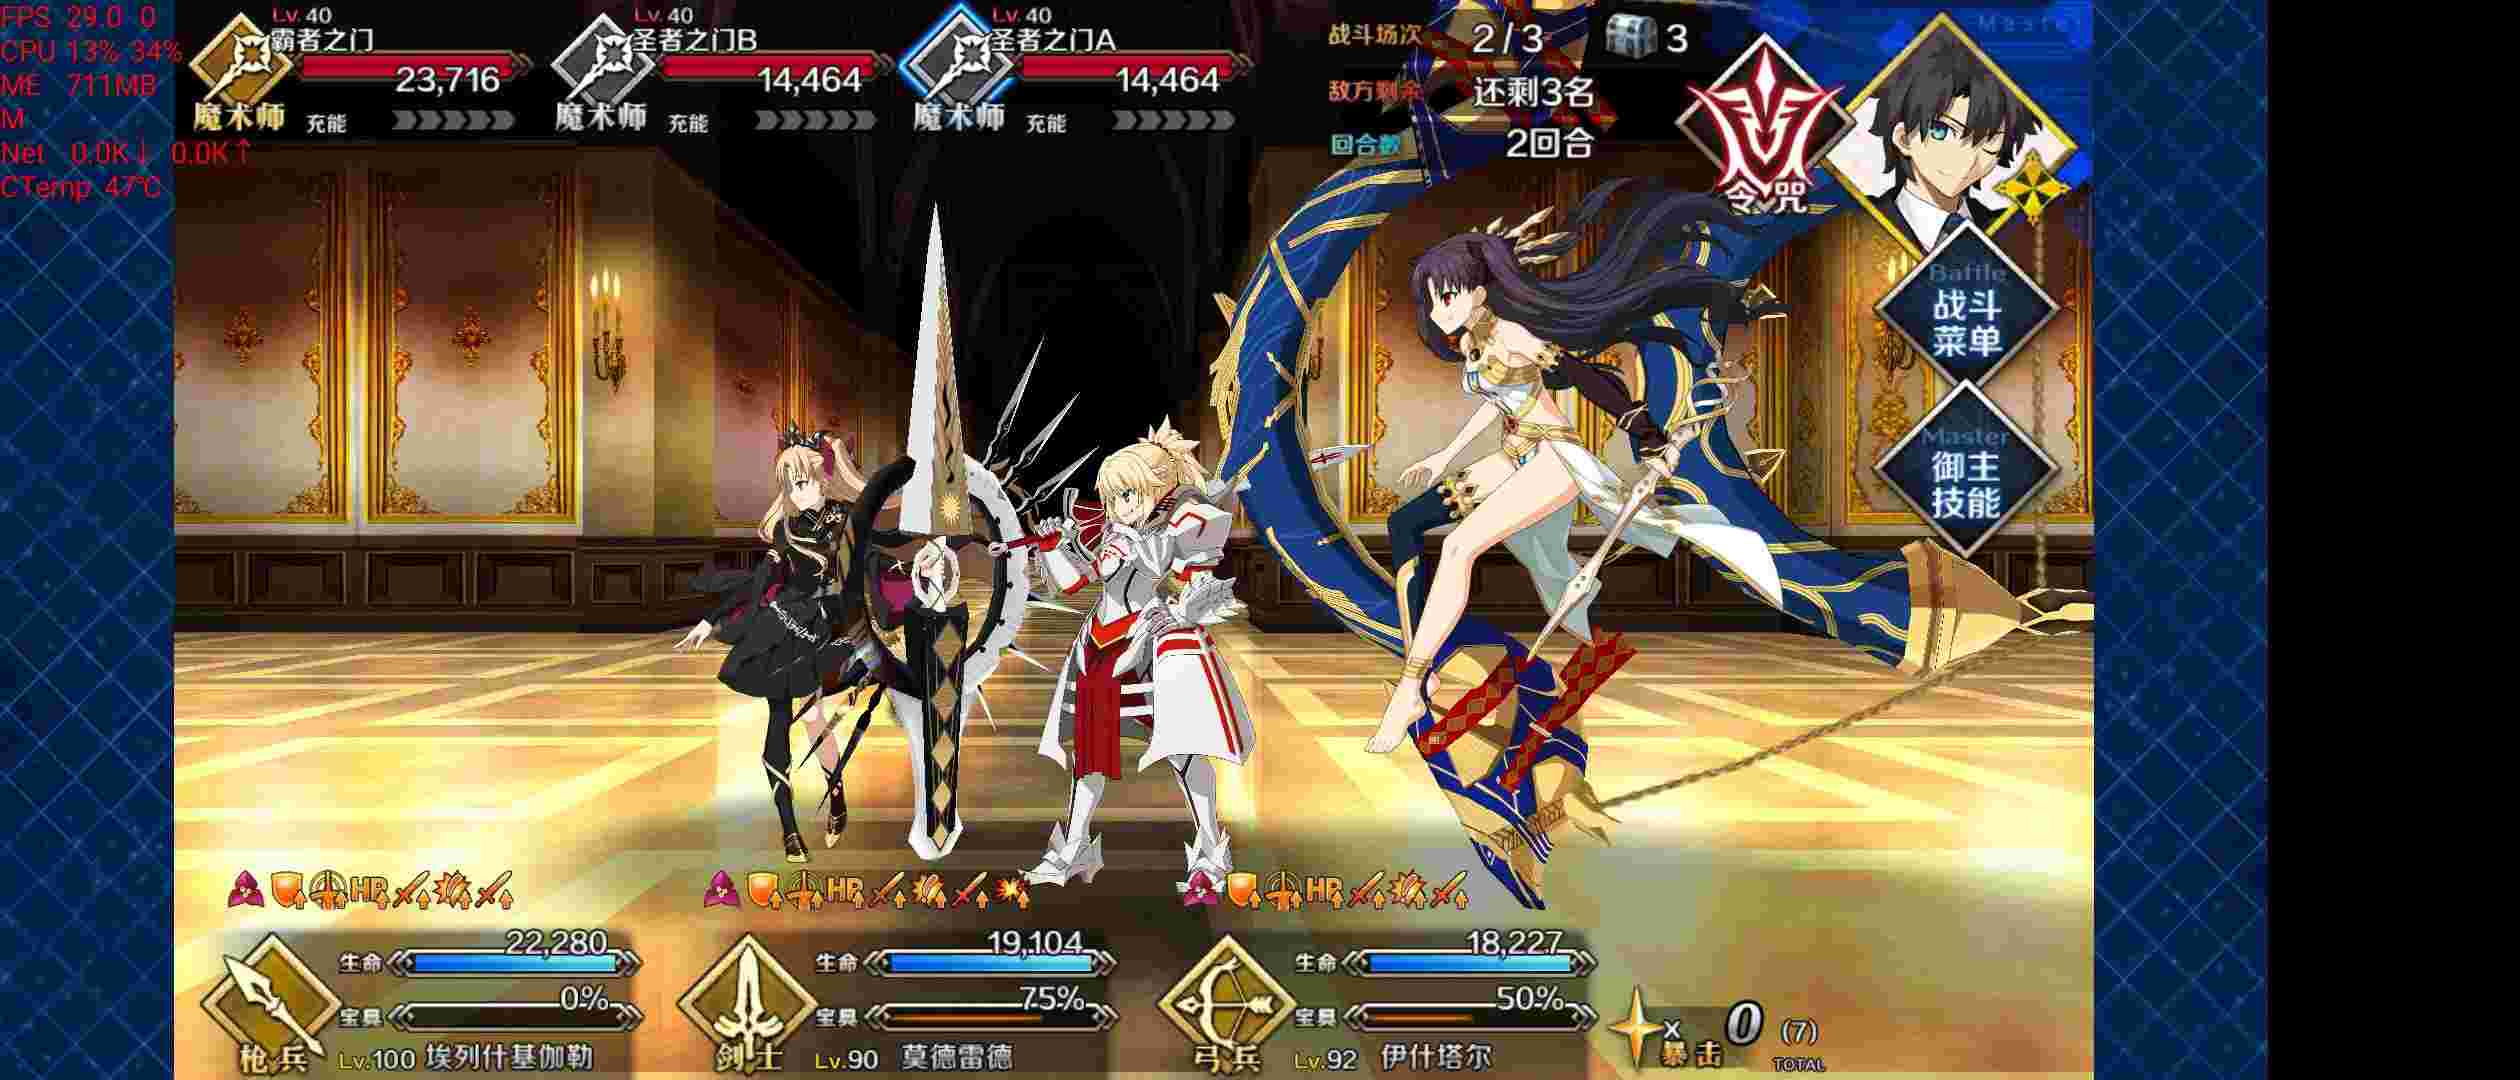 FPS 29.0 0
CPU 13% 34%
ME 711MB
M
Net 0.0K↓ 0.0K↑
CTemp 47℃
Lv.40
霸者之门
23,716
魔术师 充能
Lv.40
圣者之门B
14,464
魔术师 充能
Lv.40
圣者之门A
14,464
魔术师 充能
战斗场次 2/3 3
敌方剩余 还剩3名
回合数 2回合
令咒
Master
Battle
战斗
菜单
Master
御主
技能
HP
HP
HP
生命 22,280
宝具 0%
枪兵 Lv.100 埃列什基伽勒
生命 19,104
宝具 75%
剑士 Lv.90 莫德雷德
生命 18,227
宝具 50%
弓兵 Lv.92 伊什塔尔
x 0 (7)
暴击 TOTAL